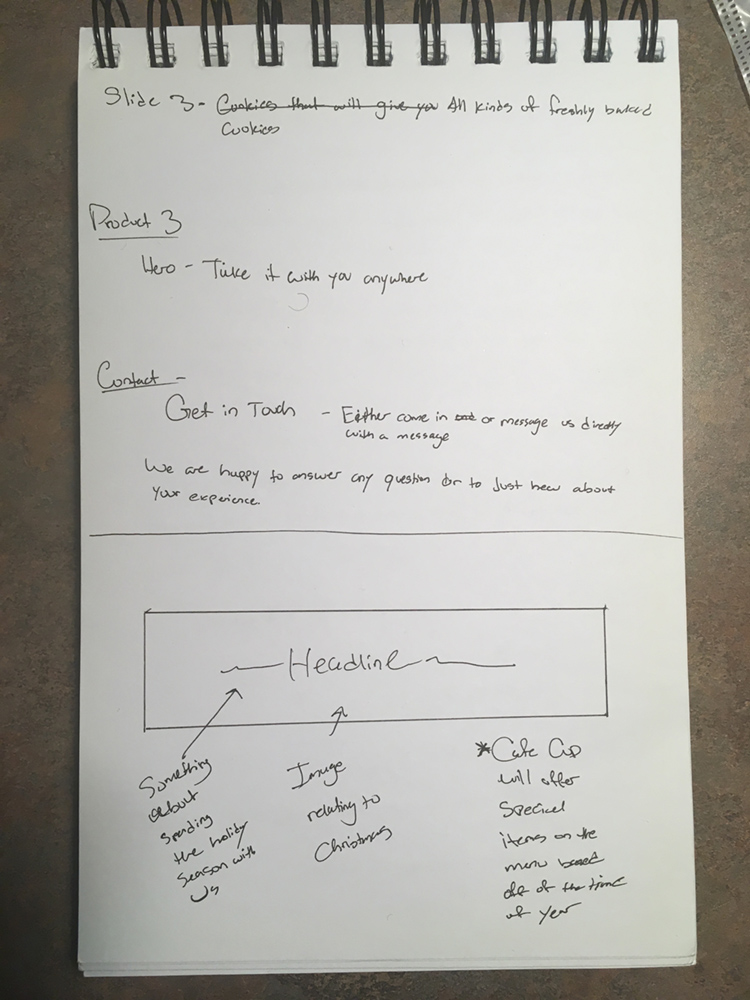 Slide 3 - Cookies that will give you All kinds of freshly baked
Cookies
Product 3
Hero - Take it with you anywhere
Contact -
Get in Touch - Either come in or message us directly
with a message
We are happy to answer any question or to Just hear about
your experience.
Headline
Something
about
spending
the holidy
season with
us
Image
relating to
Christmas
*Cafe Cup
will offer
special
items on the
menu based
off of the time
of year